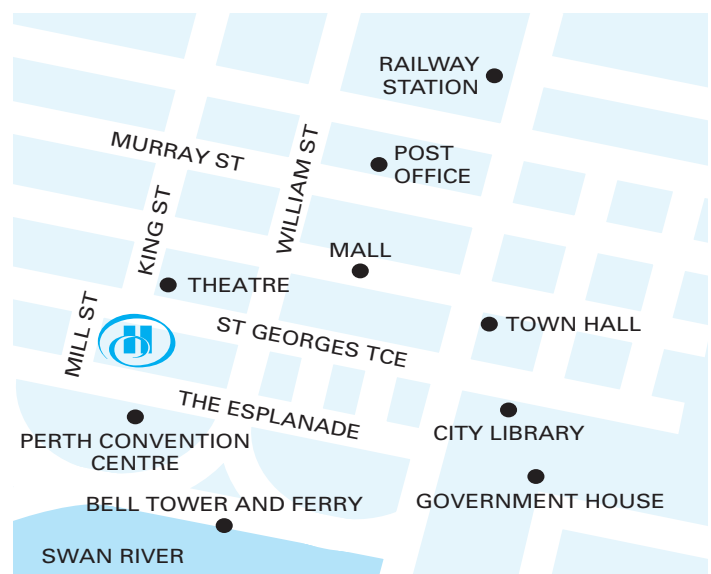 RAILWAY
STATION
MURRAY ST
POST
OFFICE
WILLIAM ST
KING ST
MALL
THEATRE
MILL ST
ST GEORGES TCE
TOWN HALL
THE ESPLANADE
CITY LIBRARY
PERTH CONVENTION
CENTRE
GOVERNMENT HOUSE
BELL TOWER AND FERRY
SWAN RIVER